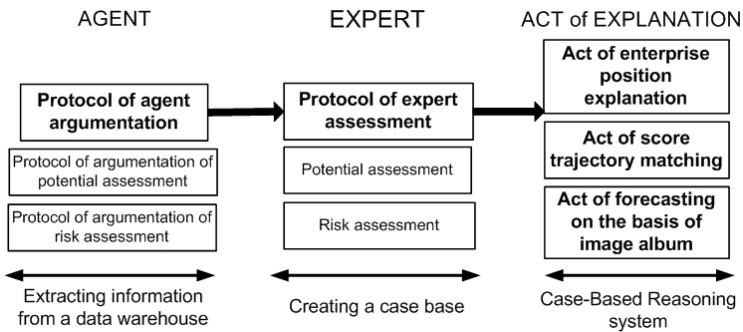 AGENT
EXPERT
ACT of EXPLANATION
Protocol of agent
argumentation
Protocol of argumentation of
potential assessment
Protocol of argumentation of
risk assessment
Extracting information
from a data warehouse
Protocol of expert
assessment
Potential assessment
Risk assessment
Creating a case base
Act of enterprise
position
explanation
Act of score
trajectory matching
Act of forecasting
on the basis of
image album
Case-Based Reasoning
system